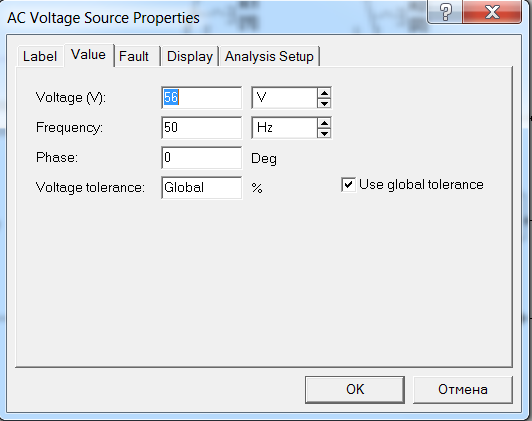 AC Voltage Source Properties
Label Value Fault Display Analysis Setup
Voltage (V): 56 V
Frequency: 50 Hz
Phase: 0 Deg
Voltage tolerance: Global % Use global tolerance
OK Отмена